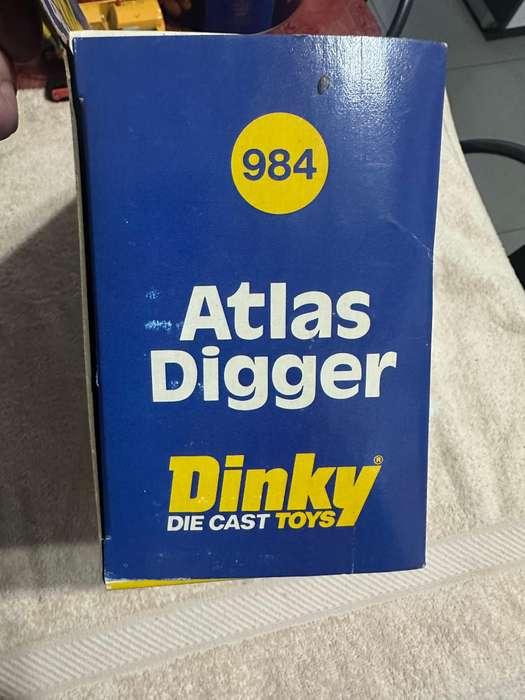 984
Atlas
Digger
Dinky®
DIE CAST TOYS